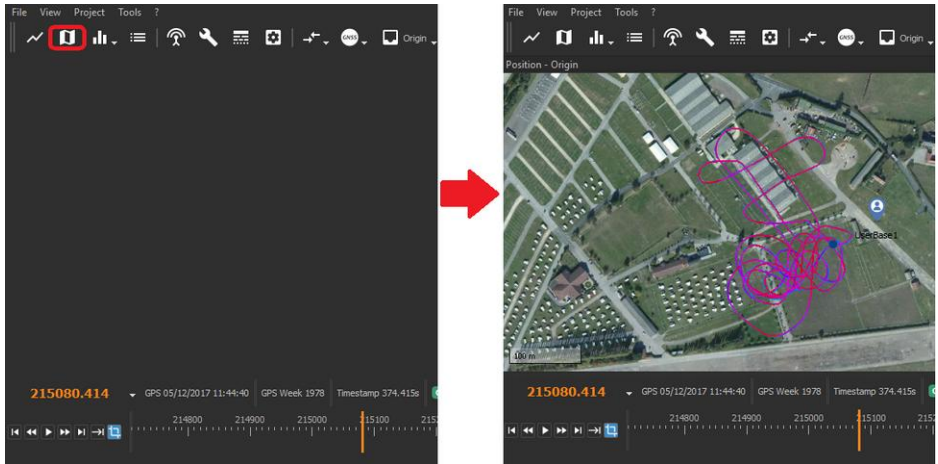 File View Project Tools ?
GNSS Origin
215080.414 GPS 05/12/2017 11:44:40 GPS Week 1978 Timestamp 374.415s
214800 214900 215000 215100
File View Project Tools ?
GNSS Origin
Position - Origin
UserBase1
100 m
215080.414 GPS 05/12/2017 11:44:40 GPS Week 1978 Timestamp 374.415s
214800 214900 215000 215100